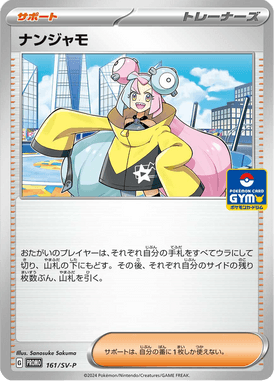 サポート
トレーナーズ
ナンジャモ
POKÉMON CARD
GYM
ポケモンカードジム
おたがいのプレイヤーは、それぞれ自分の手札をすべてウラにして
切り、山札の下にもどす。その後、それぞれ自分のサイドの残り
枚数ぶん、山札を引く。
Illus. Sanosuke Sakuma
G PROMO 161/SV-P
©2024 Pokémon/Nintendo/Creatures/GAME FREAK.
サポートは、自分の番に1枚しか使えない。